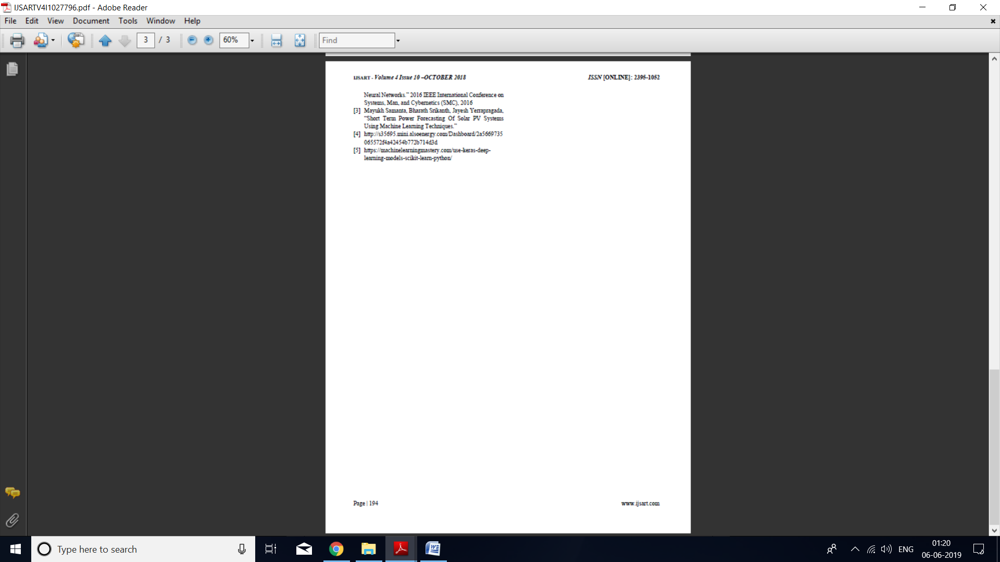 IJSARTV4I1027796.pdf - Adobe Reader
File Edit View Document Tools Window Help
3 / 3 60% Find
IJSART - Volume 4 Issue 10 –OCTOBER 2018 ISSN [ONLINE]: 2395-1052
Neural Networks.” 2016 IEEE International Conference on
Systems, Man, and Cybernetics (SMC), 2016
[3] Mayukh Samanta, Bharath Srikanth, Jayesh Yerrapragada,
“Short Term Power Forecasting Of Solar PV Systems
Using Machine Learning Techniques.”
[4] http://s35695.mini.alsoenergy.com/Dashboard/2a5669735
065572f4a42454b772b714d3d
[5] https://machinelearningmastery.com/use-keras-deep-
learning-models-scikit-learn-python/
Page | 194 www.ijsart.com
Type here to search
ENG
01:20
06-06-2019